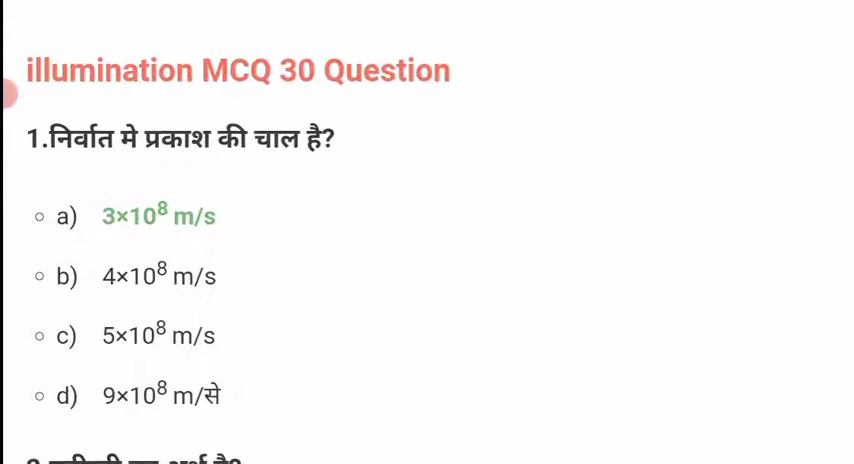 illumination MCQ 30 Question
1.निर्वात मे प्रकाश की चाल है?
a) 3×10⁸ m/s
b) 4×10⁸ m/s
c) 5×10⁸ m/s
d) 9×10⁸ m/से